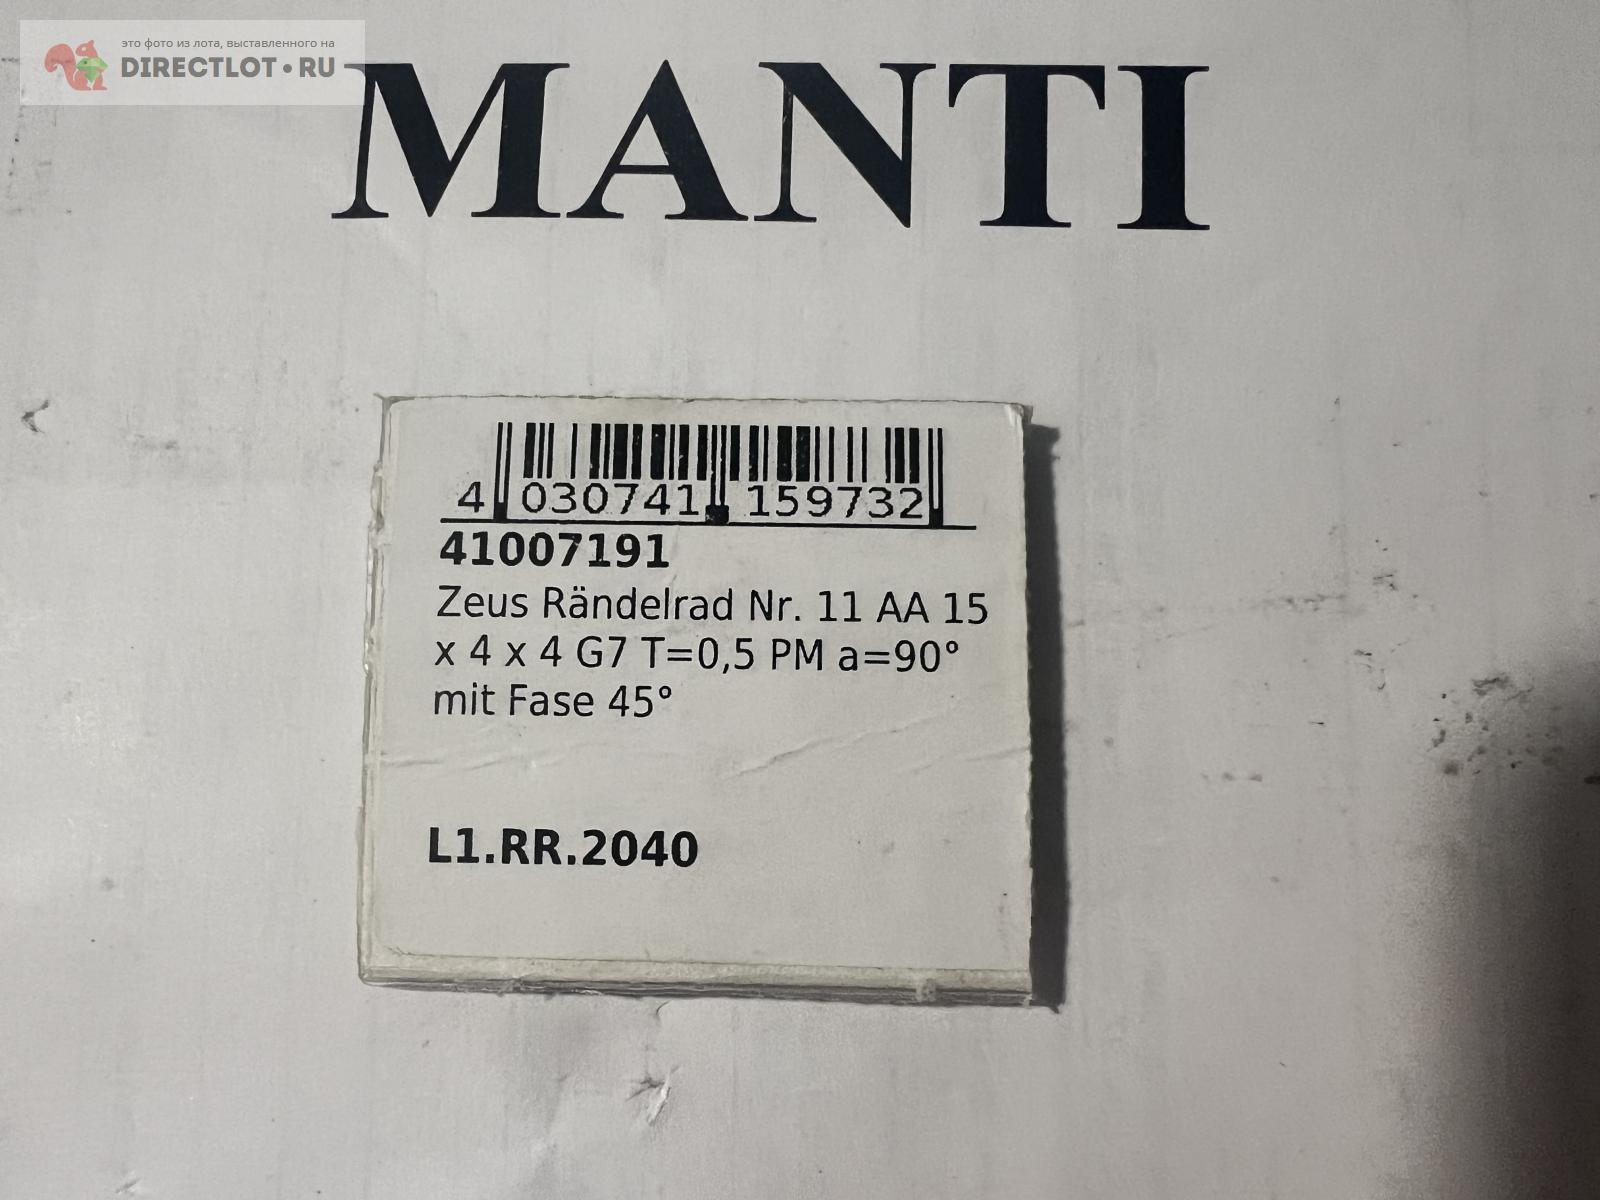 это фото из лота, выставленного на
DIRECTLOT•RU
MANTI
4 030741 159732
41007191
Zeus Rändelrad Nr. 11 AA 15
x 4 x 4 G7 T=0,5 PM a=90°
mit Fase 45°
L1.RR.2040